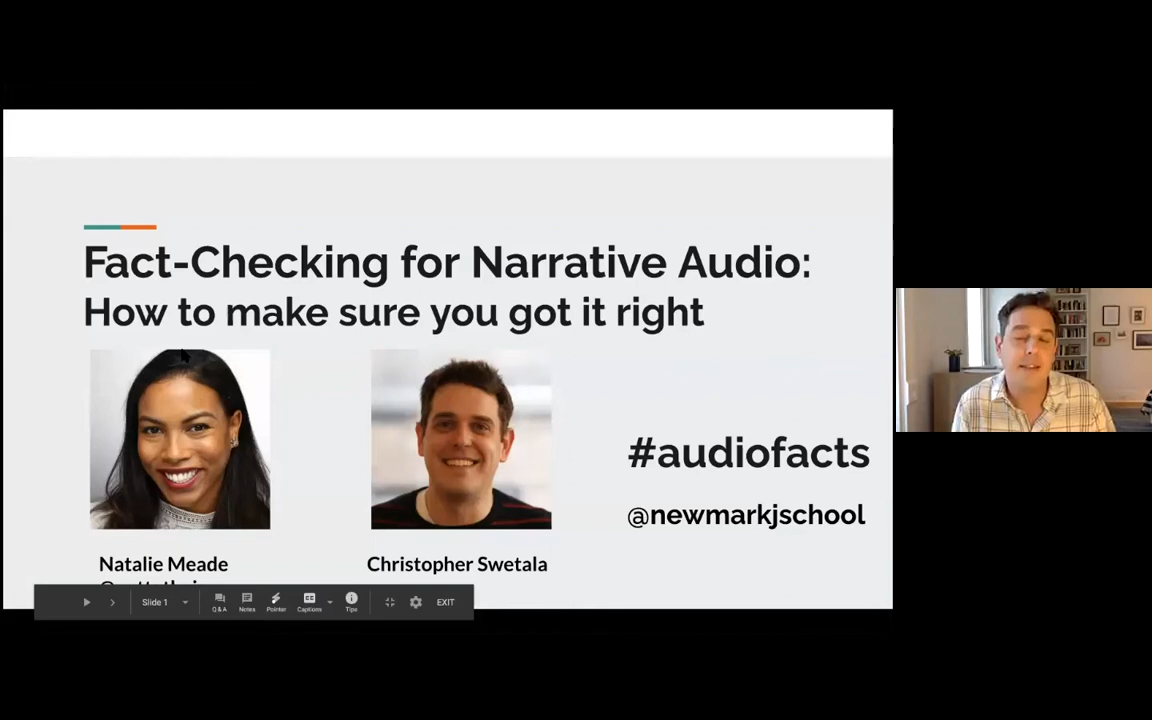 Fact-Checking for Narrative Audio:
How to make sure you got it right
#audiofacts
@newmarkjschool
Natalie Meade
Christopher Swetala
Slide 1
Q&A
Notes
Pointer
Captions
Tips
EXIT